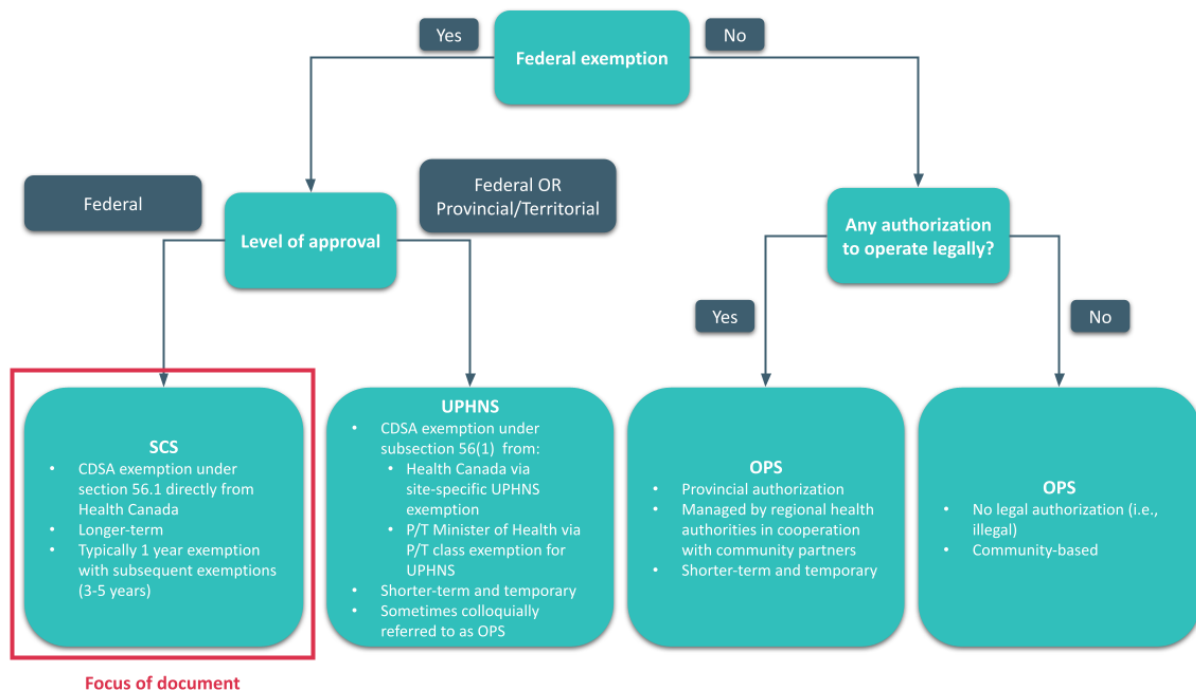 Yes
Federal exemption
No
Federal
Federal OR
Provincial/Territorial
Level of approval
Any authorization
to operate legally?
Yes
No
SCS
• CDSA exemption under
section 56.1 directly from
Health Canada
• Longer-term
• Typically 1 year exemption
with subsequent exemptions
(3-5 years)
UPHNS
• CDSA exemption under
subsection 56(1) from:
• Health Canada via
site-specific UPHNS
exemption
• P/T Minister of Health via
P/T class exemption for
UPHNS
• Shorter-term and temporary
• Sometimes colloquially
referred to as OPS
OPS
• Provincial authorization
• Managed by regional health
authorities in cooperation
with community partners
• Shorter-term and temporary
OPS
• No legal authorization (i.e.,
illegal)
• Community-based
Focus of document